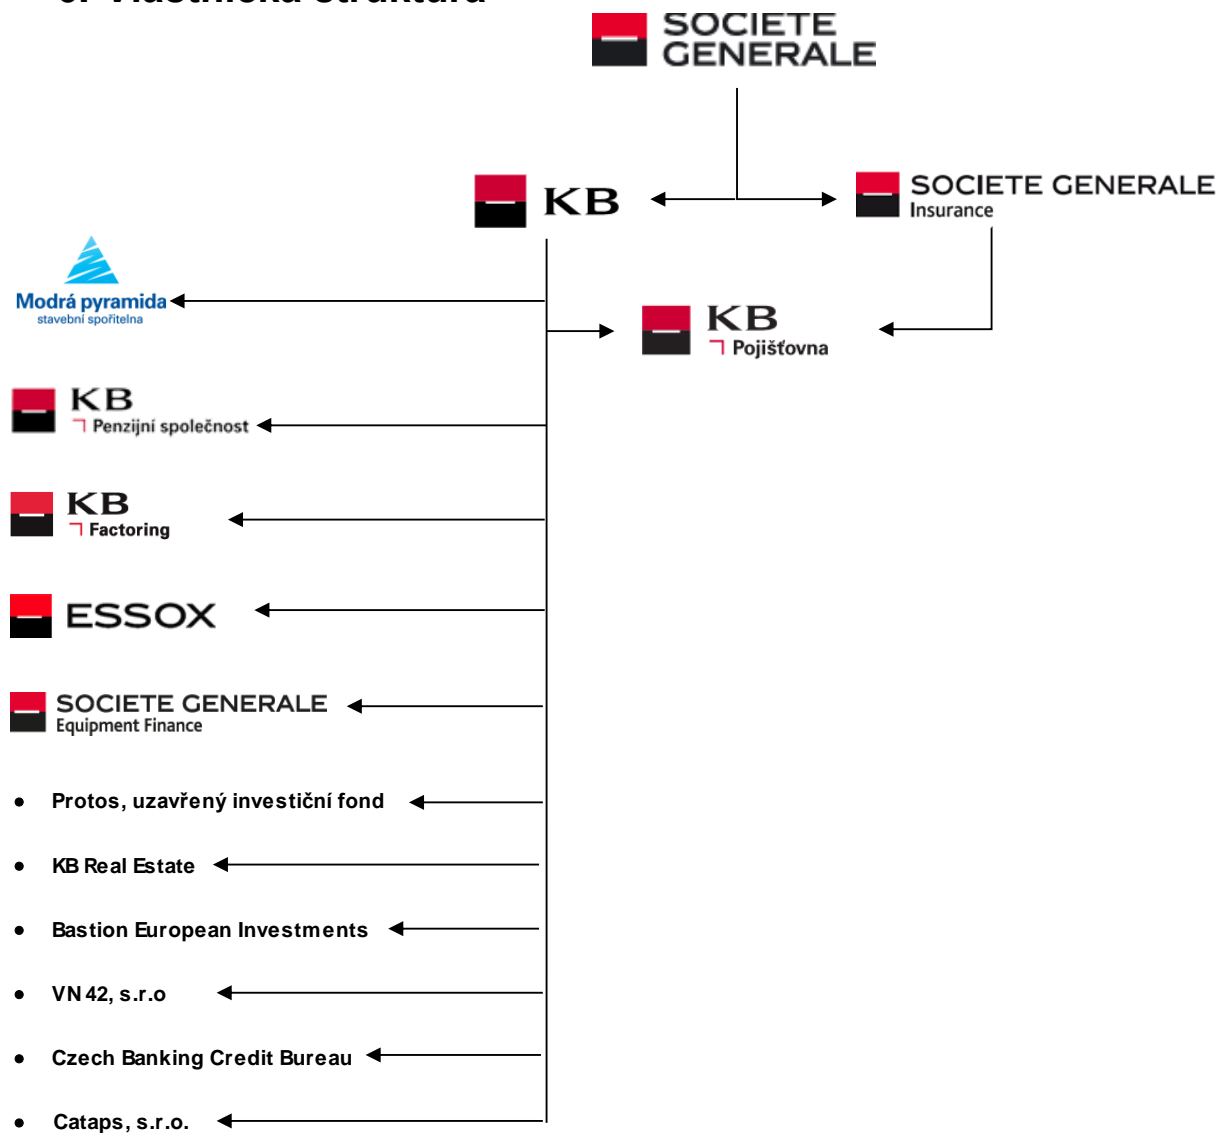 Vlastnická struktura
SOCIETE
GENERALE
KB
SOCIETE GENERALE
Insurance
Modrá pyramida
stavební spořitelna
KB
Pojišťovna
KB
Penzijní společnost
KB
Factoring
ESSOX
SOCIETE GENERALE
Equipment Finance
• Protos, uzavřený investiční fond
• KB Real Estate
• Bastion European Investments
• VN 42, s.r.o
• Czech Banking Credit Bureau
• Cataps, s.r.o.